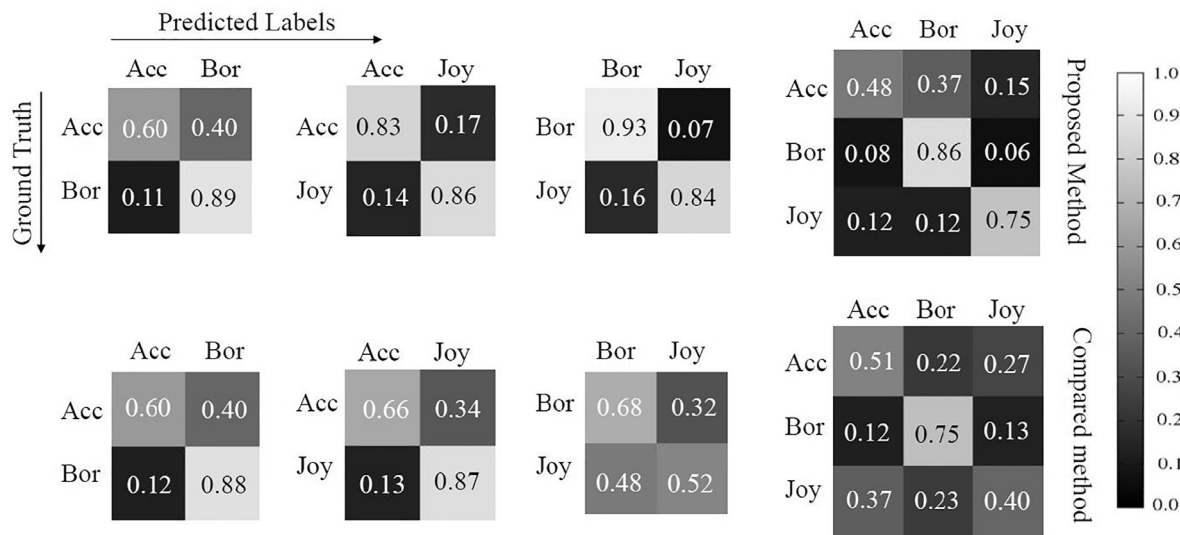 Predicted Labels
Ground Truth
Acc Bor
Acc 0.60 0.40
Bor 0.11 0.89
Acc Joy
Acc 0.83 0.17
Joy 0.14 0.86
Bor Joy
Bor 0.93 0.07
Joy 0.16 0.84
Acc Bor Joy
Acc 0.48 0.37 0.15
Bor 0.08 0.86 0.06
Joy 0.12 0.12 0.75
Proposed Method
Acc Bor
Acc 0.60 0.40
Bor 0.12 0.88
Acc Joy
Acc 0.66 0.34
Joy 0.13 0.87
Bor Joy
Bor 0.68 0.32
Joy 0.48 0.52
Acc Bor Joy
Acc 0.51 0.22 0.27
Bor 0.12 0.75 0.13
Joy 0.37 0.23 0.40
Compared method
1.0
0.9
0.8
0.7
0.6
0.5
0.4
0.3
0.2
0.1
0.0